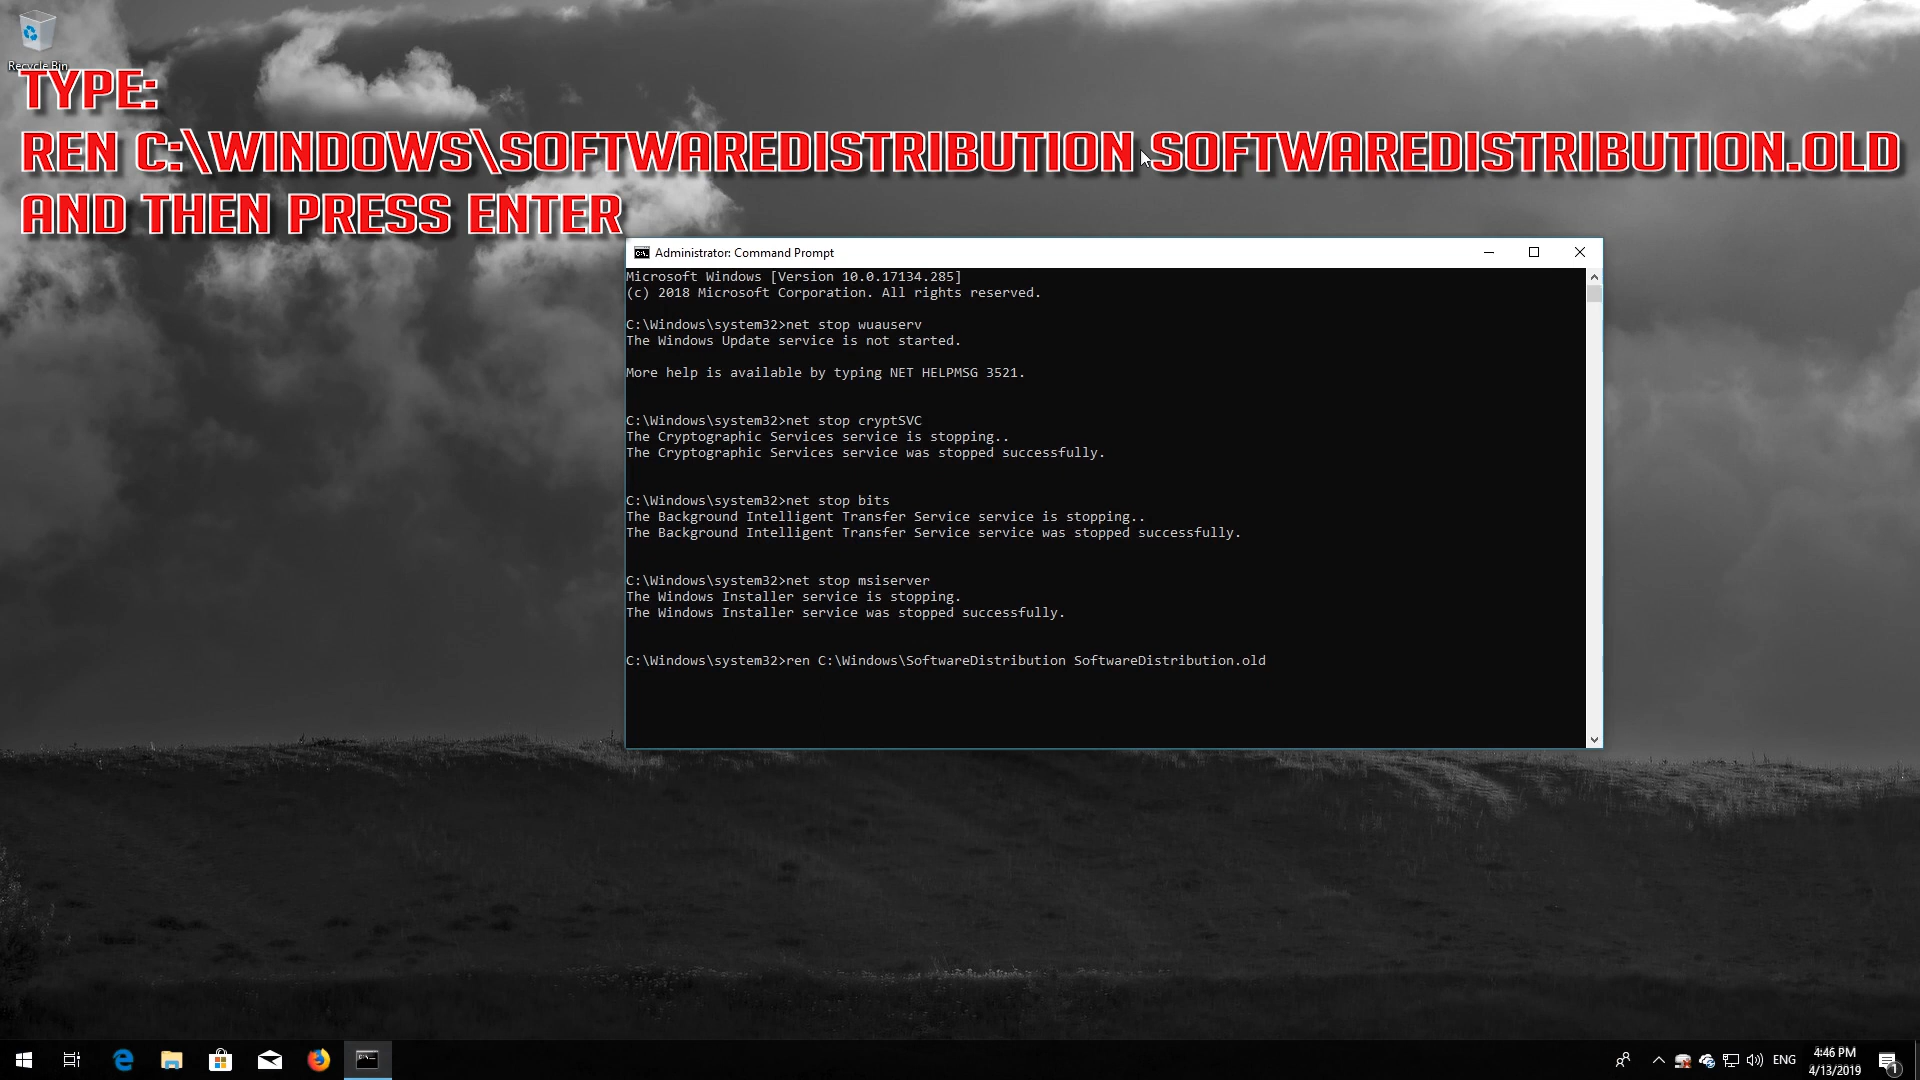 Recycle Bin
TYPE:
REN C:\WINDOWS\SOFTWAREDISTRIBUTION SOFTWAREDISTRIBUTION.OLD
AND THEN PRESS ENTER
Administrator: Command Prompt
Microsoft Windows [Version 10.0.17134.285]
(c) 2018 Microsoft Corporation. All rights reserved.
C:\Windows\system32>net stop wuauserv
The Windows Update service is not started.
More help is available by typing NET HELPMSG 3521.
C:\Windows\system32>net stop cryptSVC
The Cryptographic Services service is stopping..
The Cryptographic Services service was stopped successfully.
C:\Windows\system32>net stop bits
The Background Intelligent Transfer Service service is stopping..
The Background Intelligent Transfer Service service was stopped successfully.
C:\Windows\system32>net stop msiserver
The Windows Installer service is stopping.
The Windows Installer service was stopped successfully.
C:\Windows\system32>ren C:\Windows\SoftwareDistribution SoftwareDistribution.old
ENG
4:46 PM
4/13/2019
1